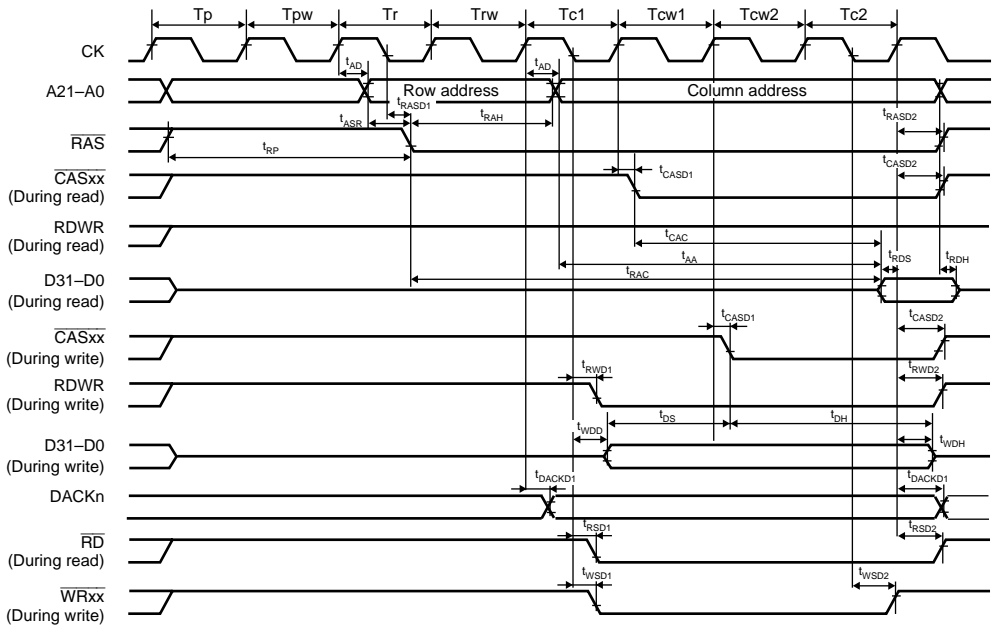 Tp Tpw Tr Trw Tc1 Tcw1 Tcw2 Tc2
CK
tAD tAD
A21–A0 Row address Column address
tRASD1 tRASD2
tASR tRAH
RAS
tRP
CASxx
(During read)
tCASD1 tCASD2
RDWR
(During read)
tCAC
tAA tRDS tRDH
tRAC
D31–D0
(During read)
tCASD1 tCASD2
CASxx
(During write)
tRWD1 tRWD2
RDWR
(During write)
tDS tDH
tWDD tWDH
D31–D0
(During write)
tDACKD1 tDACKD1
DACKn
tRSD1 tRSD2
RD
(During read)
tWSD1 tWSD2
WRxx
(During write)